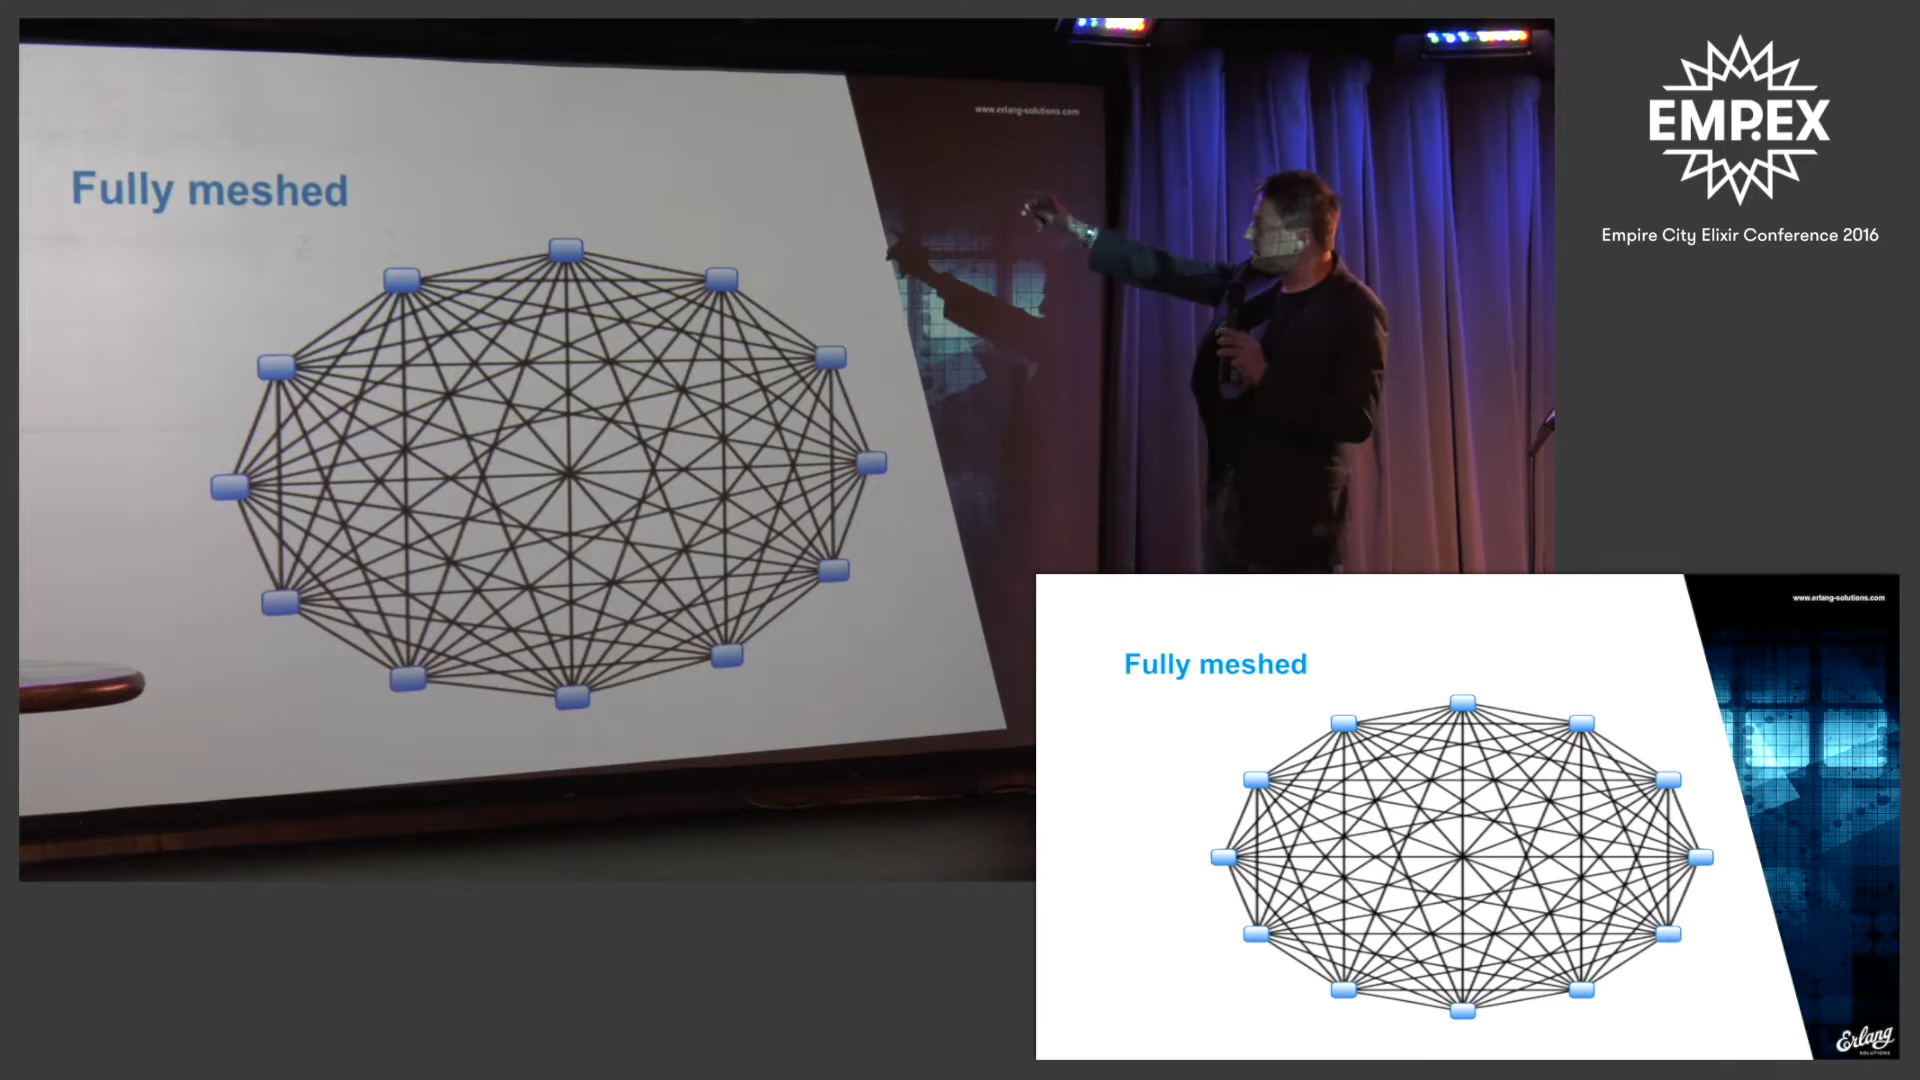 www.erlang-solutions.com
Fully meshed
EMPEX
Empire City Elixir Conference 2016
www.erlang-solutions.com
Fully meshed
Erlang
SOLUTIONS